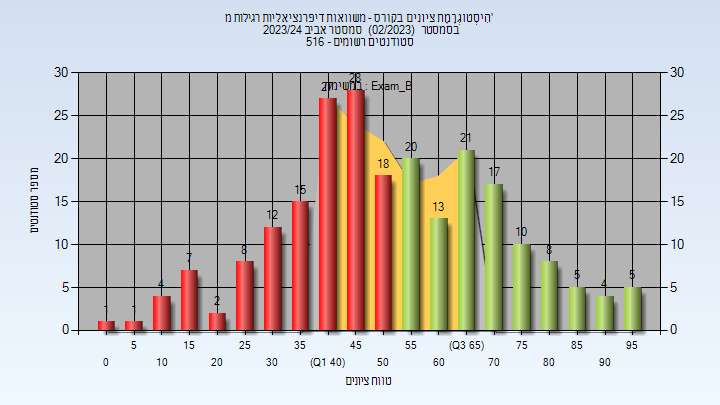 היסטוגרמת ציונים בקורס - משוואות דיפרנציאליות רגילות מ'
בסמסטר (02/2023) סמסטר אביב 2023/24
סטודנטים רשומים - 516
במשימת : Exam_B
30 30
25 25
20 20
15 15
10 10
5 5
0 0
מספר סטודנטים
1 1 4 7 2 8 12 15 27 28 18 20 13 21 17 10 8 5 4 5
5 15 25 35 45 55 (Q3 65) 75 85 95
0 10 20 30 (Q1 40) 50 60 70 80 90
טווח ציונים